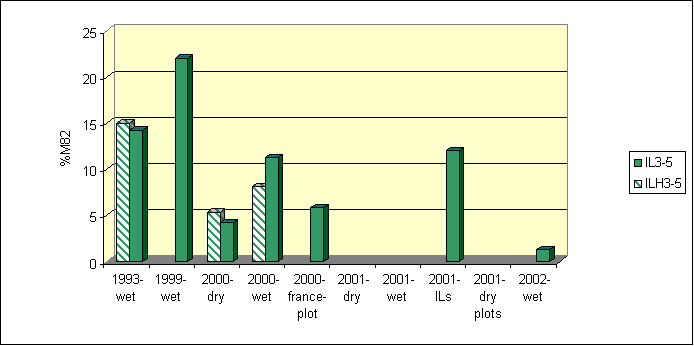 25
20
15
10
5
0
%M82
1993-
wet
1999-
wet
2000-
dry
2000-
wet
2000-
france-
plot
2001-
dry
2001-
wet
2001-
ILs
2001-
dry
plots
2002-
wet
IL3-5
ILH3-5